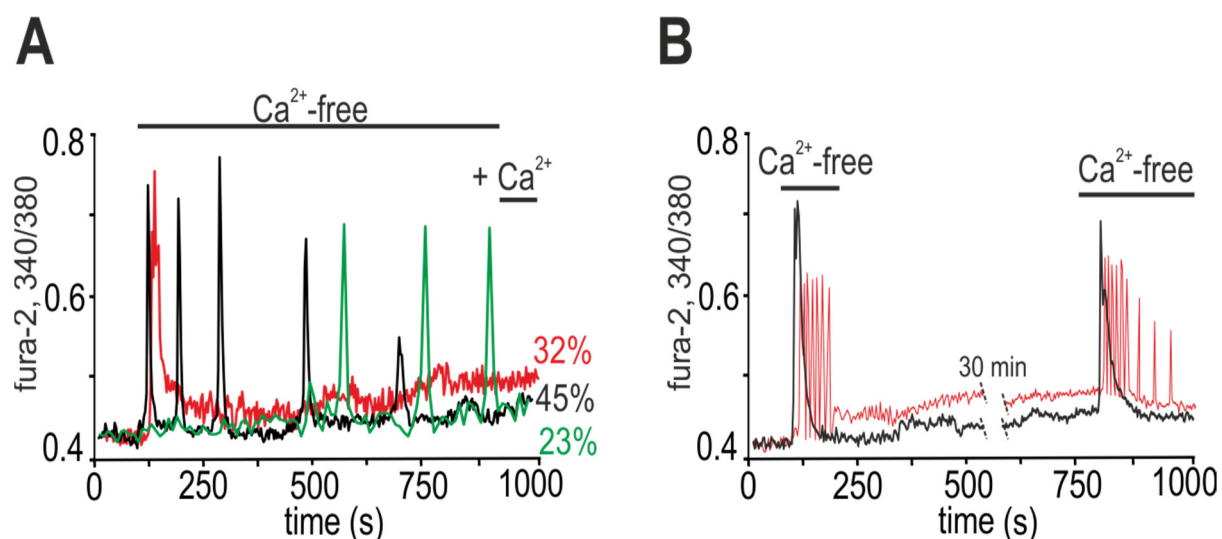 A
Ca²⁺-free
+ Ca²⁺
fura-2, 340/380
0.8
0.6
0.4
32%
45%
23%
0
250
500
750
1000
time (s)
B
Ca²⁺-free
Ca²⁺-free
fura-2, 340/380
0.8
0.6
0.4
30 min
0
250
500
750
1000
time (s)